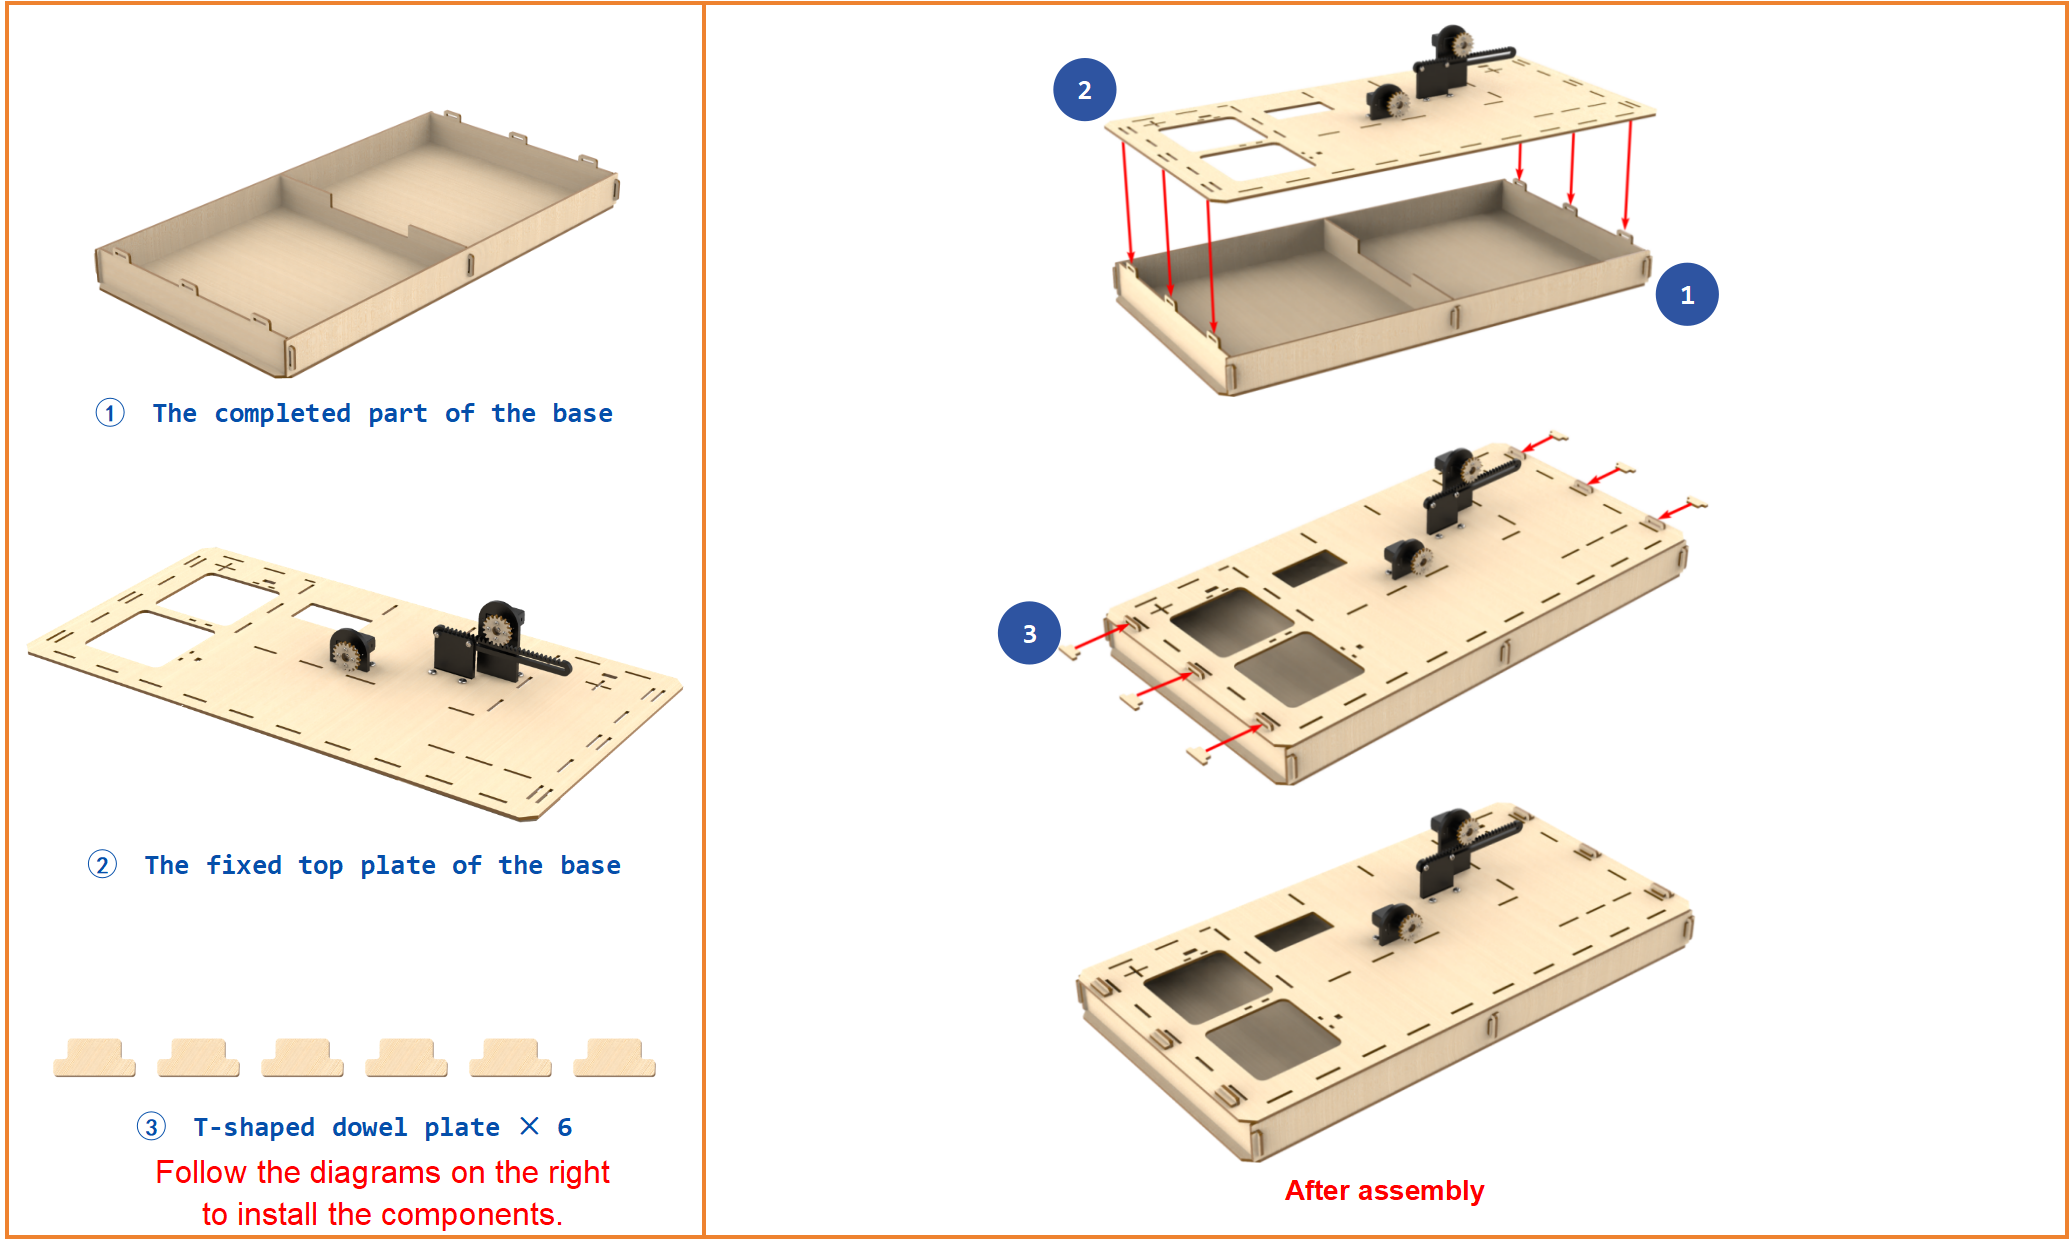 ① The completed part of the base
② The fixed top plate of the base
③ T-shaped dowel plate × 6
Follow the diagrams on the right
to install the components.
2
1
3
After assembly